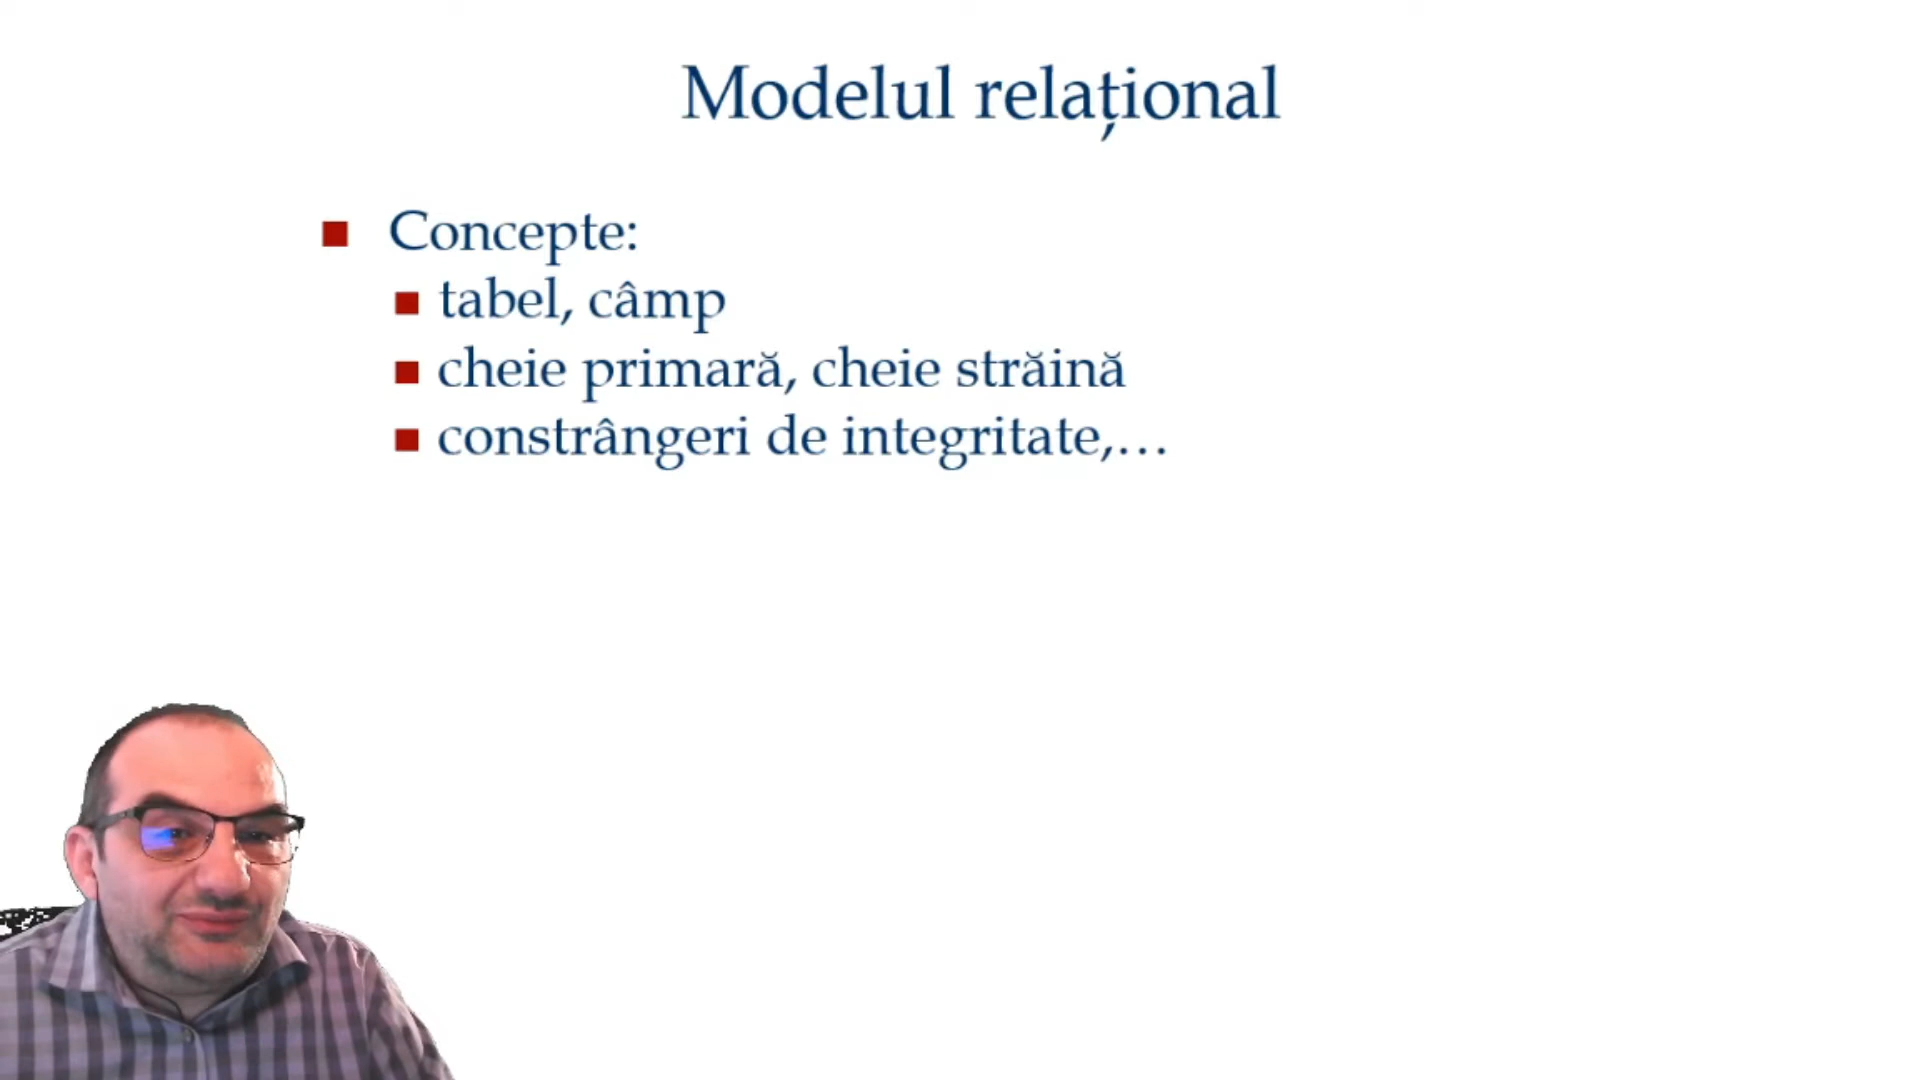 Modelul relațional
Concepte:
tabel, câmp
cheie primară, cheie străină
constrângeri de integritate,…